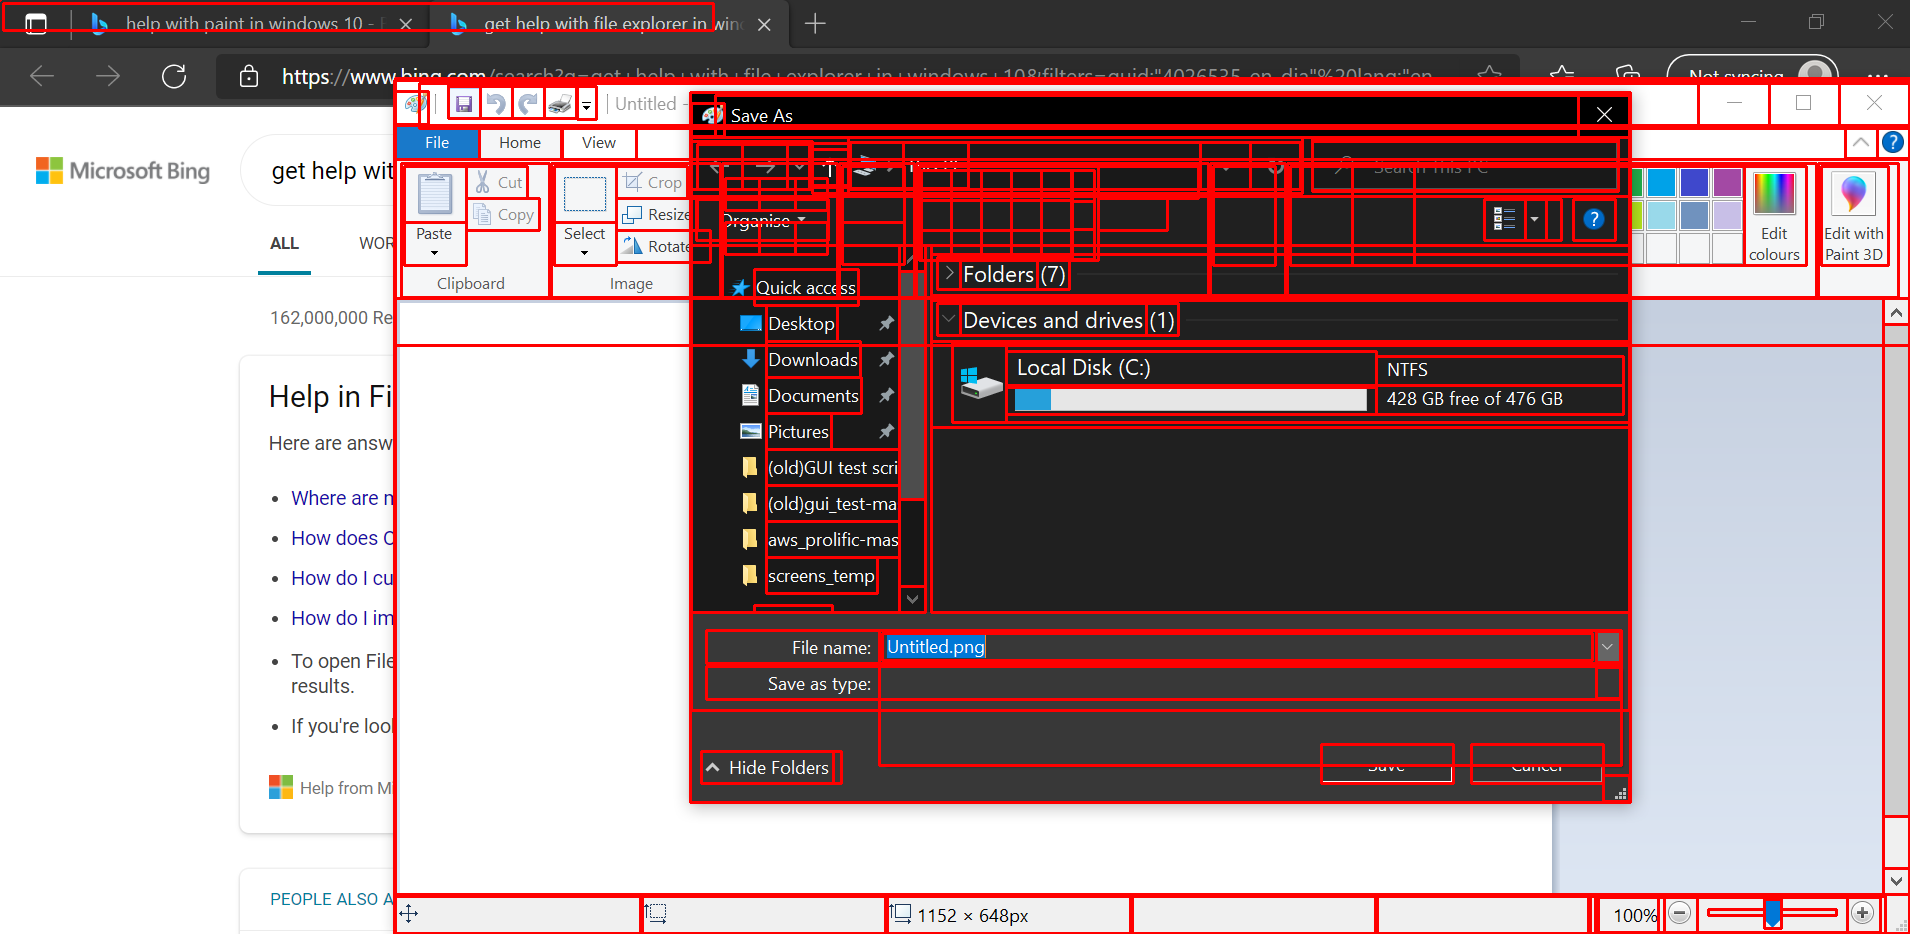 help with paint in windows 10 -
get help with file explorer in win
https://www.bing.com/search?q=get+help+with+file+explorer+in+windows+10&filters=guid:"4026535-en-dia"%20lang:"en
Not syncing
Untitled -
Save As
File
Home
View
Microsoft Bing
get help wit
Cut
Copy
Paste
Clipboard
Select
Crop
Resize
Rotate
Image
Search This PC
Organise
Edit colours
Edit with Paint 3D
ALL
WOR
162,000,000 Re
Quick access
Desktop
Downloads
Documents
Pictures
(old)GUI test scri
(old)gui_test-ma
aws_prolific-mas
screens_temp
Folders (7)
Devices and drives (1)
Local Disk (C:)
NTFS
428 GB free of 476 GB
Help in Fi
Here are answ
Where are m
How does C
How do I cu
How do I im
To open File
results.
If you're loo
Help from Mi
PEOPLE ALSO A
File name:
Untitled.png
Save as type:
Hide Folders
Save
Cancel
1152 × 648px
100%